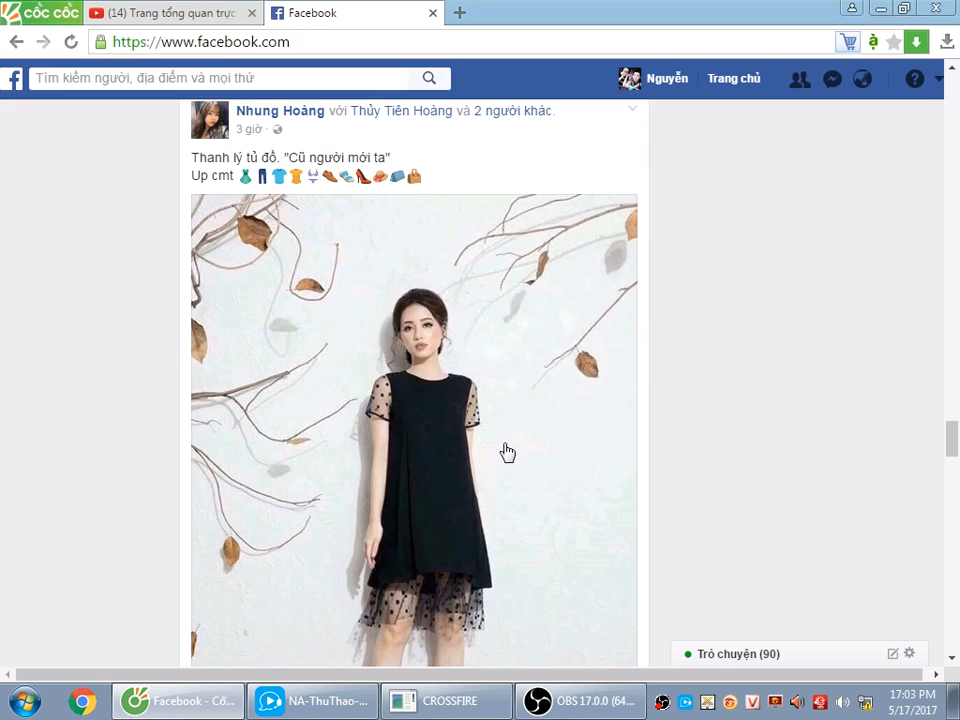 cốc cốc
(14) Trang tổng quan trực
Facebook
https://www.facebook.com
Tìm kiếm người, địa điểm và mọi thứ
Nguyễn
Trang chủ
Nhung Hoàng với Thủy Tiên Hoàng và 2 người khác.
3 giờ
Thanh lý tủ đồ. "Cũ người mới ta"
Up cmt
Trò chuyện (90)
Facebook - Cố...
NA-ThuThao-...
CROSSFIRE
OBS 17.0.0 (64...
17:03 PM
5/17/2017